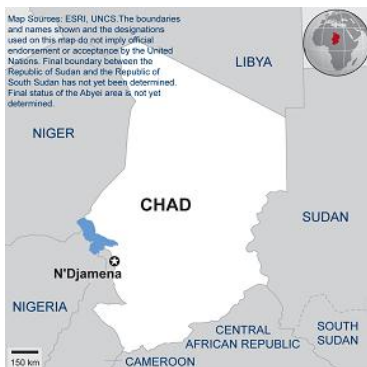 Map Sources: ESRI, UNCS.The boundaries
and names shown and the designations
used on this map do not imply official
endorsement or acceptance by the United
Nations. Final boundary between the
Republic of Sudan and the Republic of
South Sudan has not yet been determined.
Final status of the Abyei area is not yet
determined.
LIBYA
NIGER
CHAD
SUDAN
N'Djamena
NIGERIA
CENTRAL
AFRICAN REPUBLIC
SOUTH
SUDAN
150 km
CAMEROON